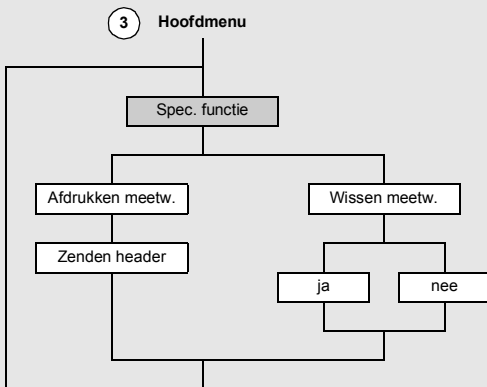 3 Hoofdmenu
Spec. functie
Afdrukken meetw.
Wissen meetw.
Zenden header
ja
nee